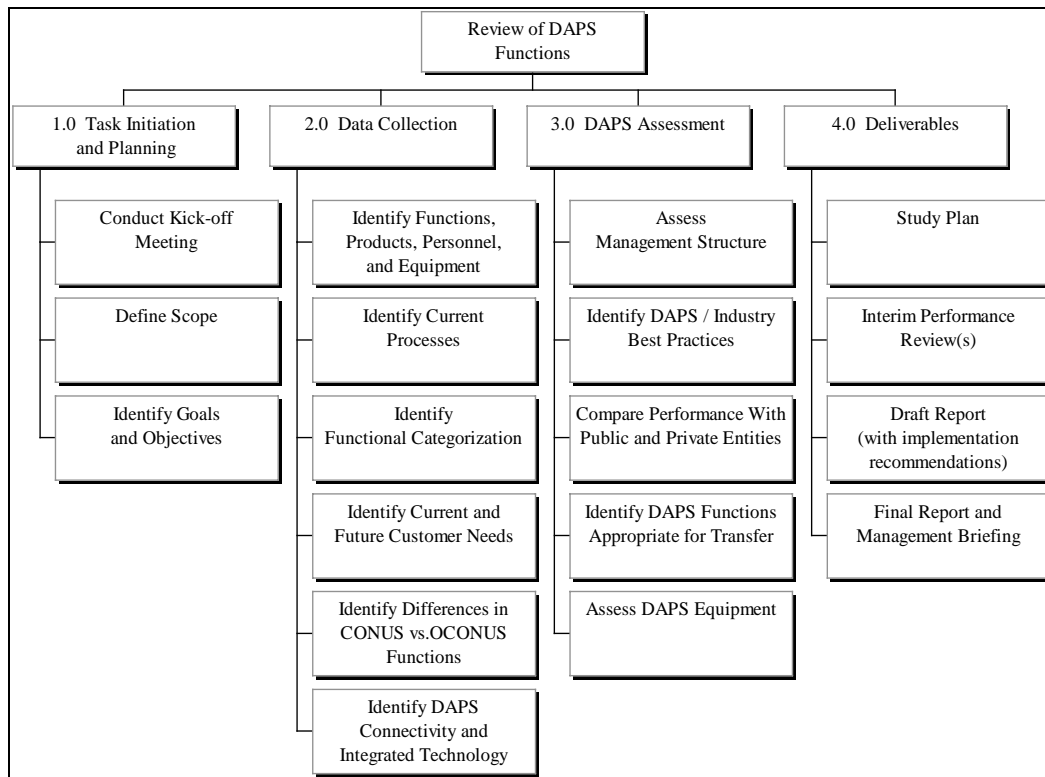 Review of DAPS
Functions
1.0 Task Initiation
and Planning
Conduct Kick-off
Meeting
Define Scope
Identify Goals
and Objectives
2.0 Data Collection
Identify Functions,
Products, Personnel,
and Equipment
Identify Current
Processes
Identify
Functional Categorization
Identify Current and
Future Customer Needs
Identify Differences in
CONUS vs.OCONUS
Functions
Identify DAPS
Connectivity and
Integrated Technology
3.0 DAPS Assessment
Assess
Management Structure
Identify DAPS / Industry
Best Practices
Compare Performance With
Public and Private Entities
Identify DAPS Functions
Appropriate for Transfer
Assess DAPS Equipment
4.0 Deliverables
Study Plan
Interim Performance
Review(s)
Draft Report
(with implementation
recommendations)
Final Report and
Management Briefing